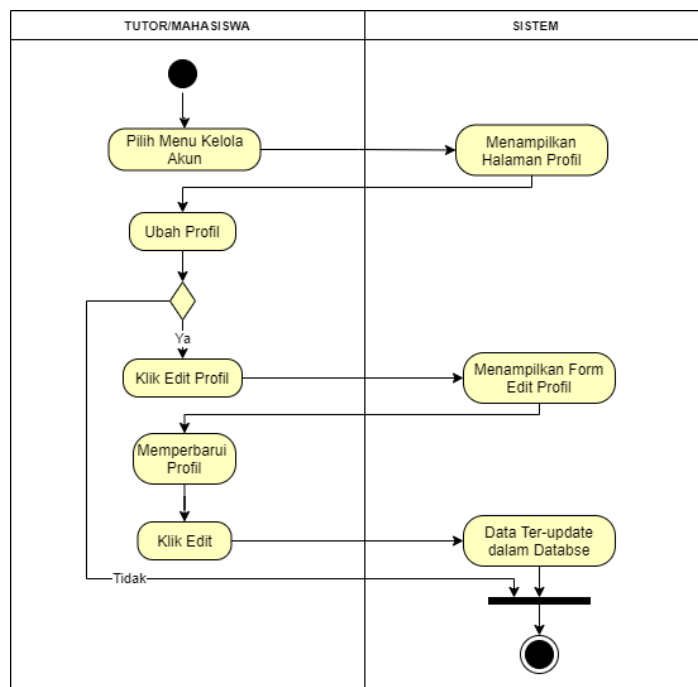 TUTOR/MAHASISWA
SISTEM
Pilih Menu Kelola
Akun
Menampilkan
Halaman Profil
Ubah Profil
Ya
Klik Edit Profil
Menampilkan Form
Edit Profil
Memperbarui
Profil
Klik Edit
Data Ter-update
dalam Databse
Tidak